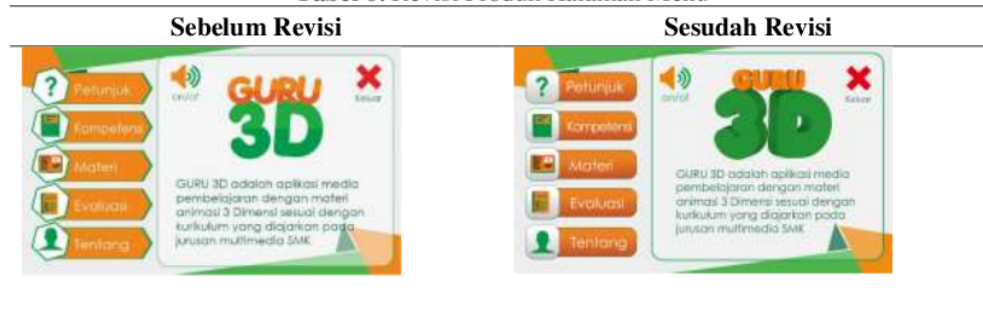 Sebelum Revisi
Sesudah Revisi
Petunjuk
Kompetensi
Materi
Evaluasi
Tentang
on/of
GURU
3D
Keluar
GURU 3D adalah aplikasi media
pembelajaran dengan materi
animasi 3 Dimensi sesuai dengan
kurikulum yang diajarkan pada
jurusan multimedia SMK
Petunjuk
Kompetensi
Materi
Evaluasi
Tentang
on/of
GURU
3D
Keluar
GURU 3D adalah aplikasi media
pembelajaran dengan materi
animasi 3 Dimensi sesuai dengan
kurikulum yang diajarkan pada
jurusan multimedia SMK